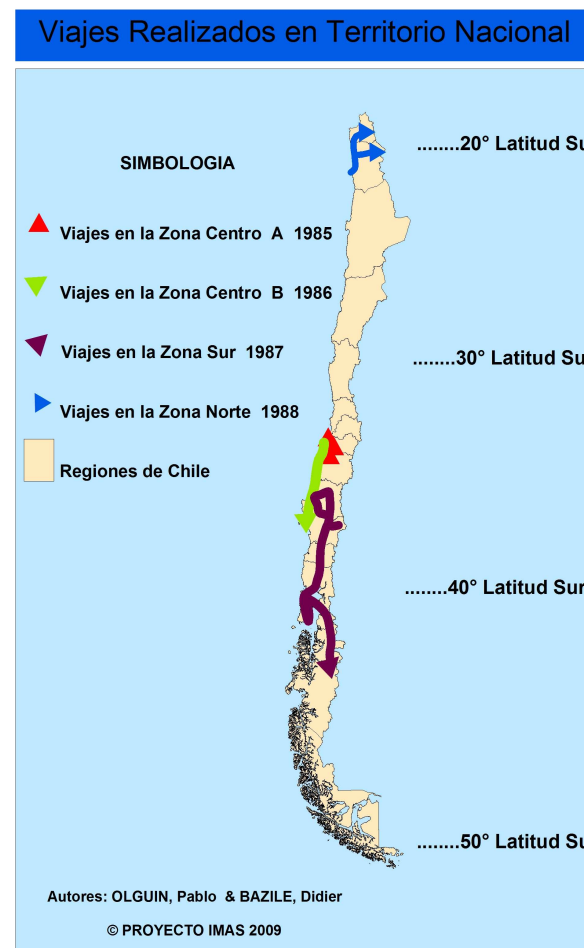 Viajes Realizados en Territorio Nacional
SIMBOLOGIA
Viajes en la Zona Centro A 1985
Viajes en la Zona Centro B 1986
Viajes en la Zona Sur 1987
Viajes en la Zona Norte 1988
Regiones de Chile
........20° Latitud Su
........30° Latitud Su
........40° Latitud Sur
........50° Latitud Su
Autores: OLGUIN, Pablo & BAZILE, Didier
© PROYECTO IMAS 2009